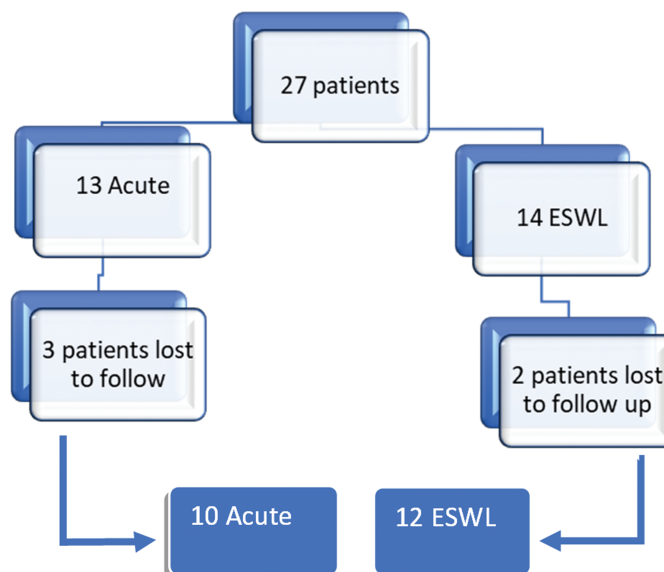 27 patients
13 Acute
14 ESWL
3 patients lost
to follow
2 patients lost
to follow up
10 Acute
12 ESWL